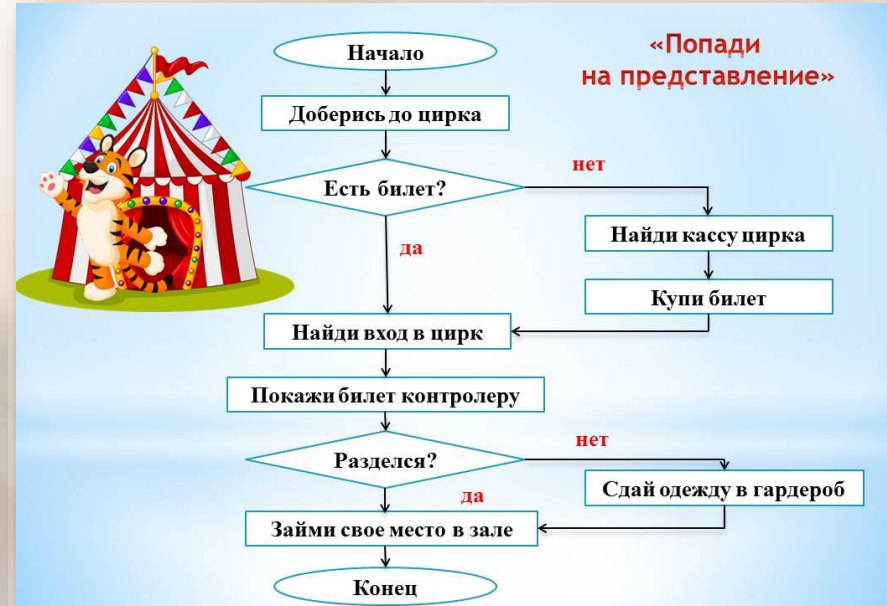 «Попади
на представление»
Начало
Доберись до цирка
Есть билет?
нет
да
Найди кассу цирка
Купи билет
Найди вход в цирк
Покажи билет контролеру
Разделся?
нет
да
Сдай одежду в гардероб
Займи свое место в зале
Конец